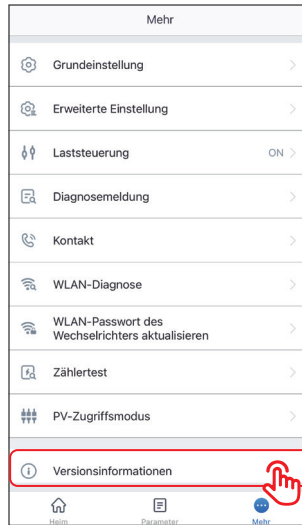 Mehr
Grundeinstellung
Erweiterte Einstellung
Laststeuerung ON
Diagnosemeldung
Kontakt
WLAN-Diagnose
WLAN-Passwort des
Wechselrichters aktualisieren
Zählertest
PV-Zugriffsmodus
Versionsinformationen
Heim Parameter Mehr